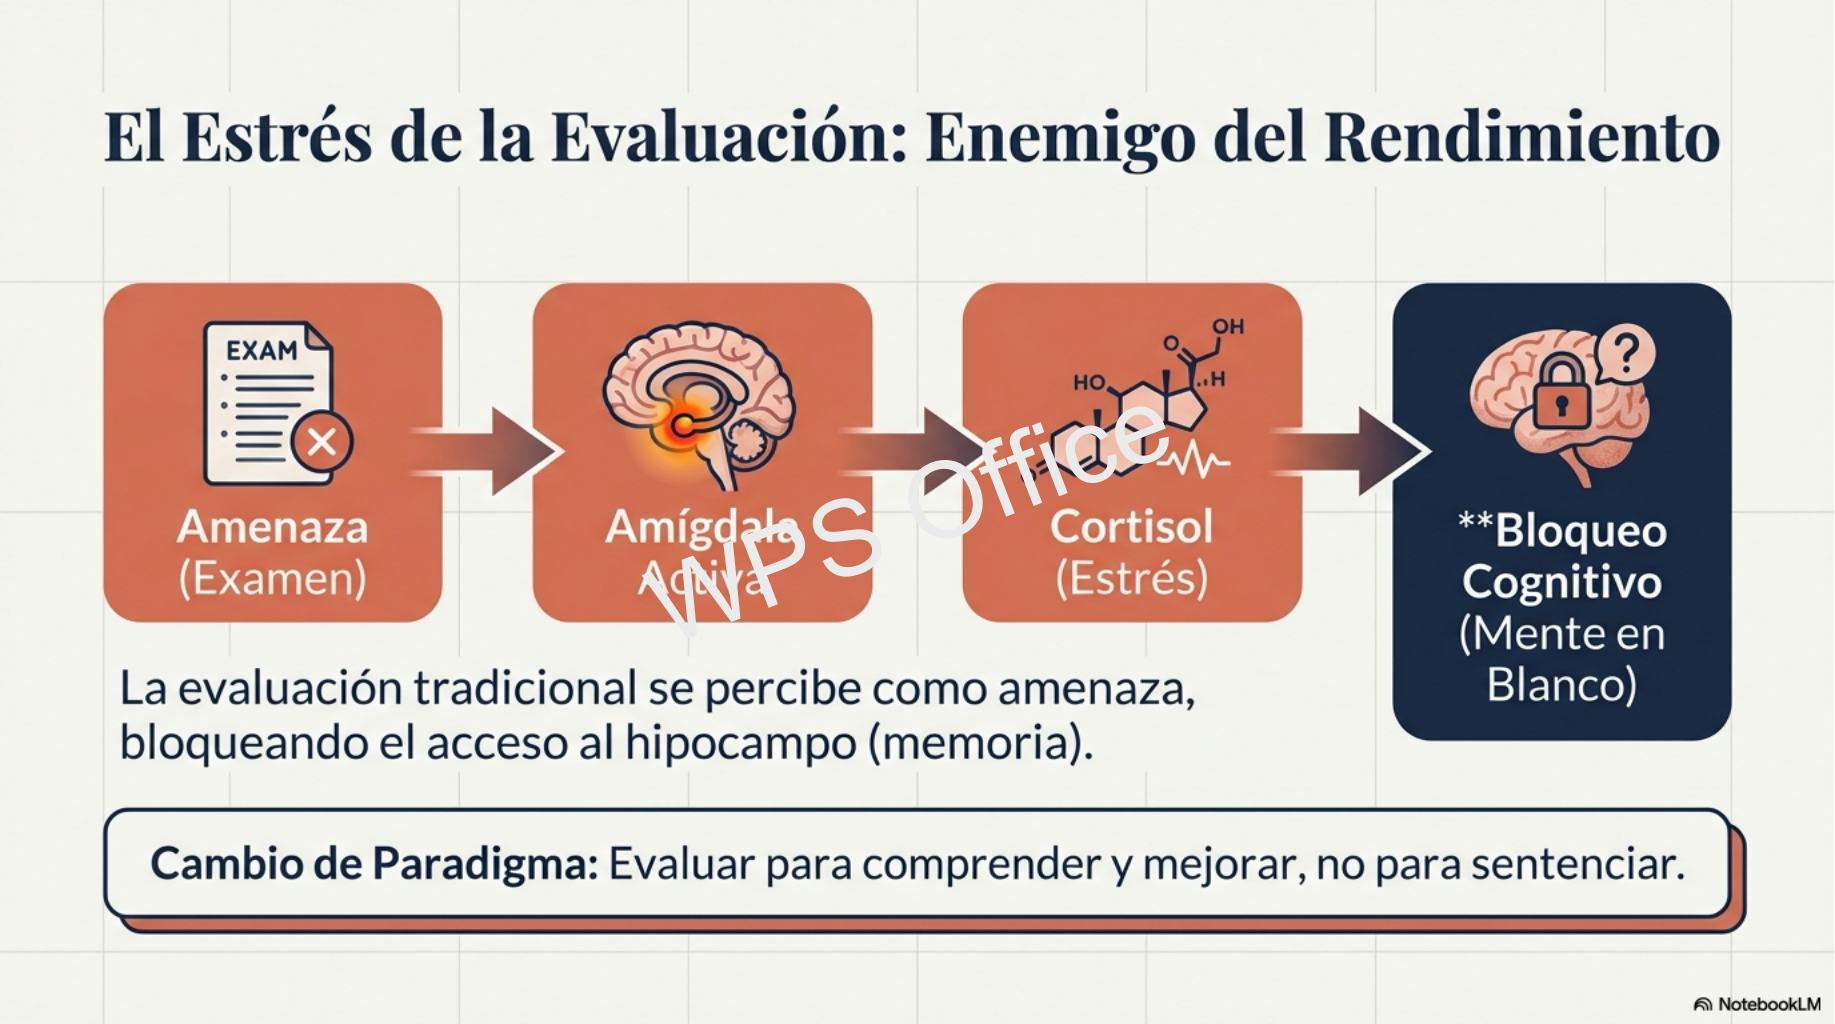 El Estrés de la Evaluación: Enemigo del Rendimiento
EXAM
Amenaza
(Examen)
Amígdala
Activa
OH
O
HO
H
Cortisol
(Estrés)
?
**Bloqueo
Cognitivo
(Mente en
Blanco)
WPS Office
La evaluación tradicional se percibe como amenaza,
bloqueando el acceso al hipocampo (memoria).
Cambio de Paradigma: Evaluar para comprender y mejorar, no para sentenciar.
NotebookLM